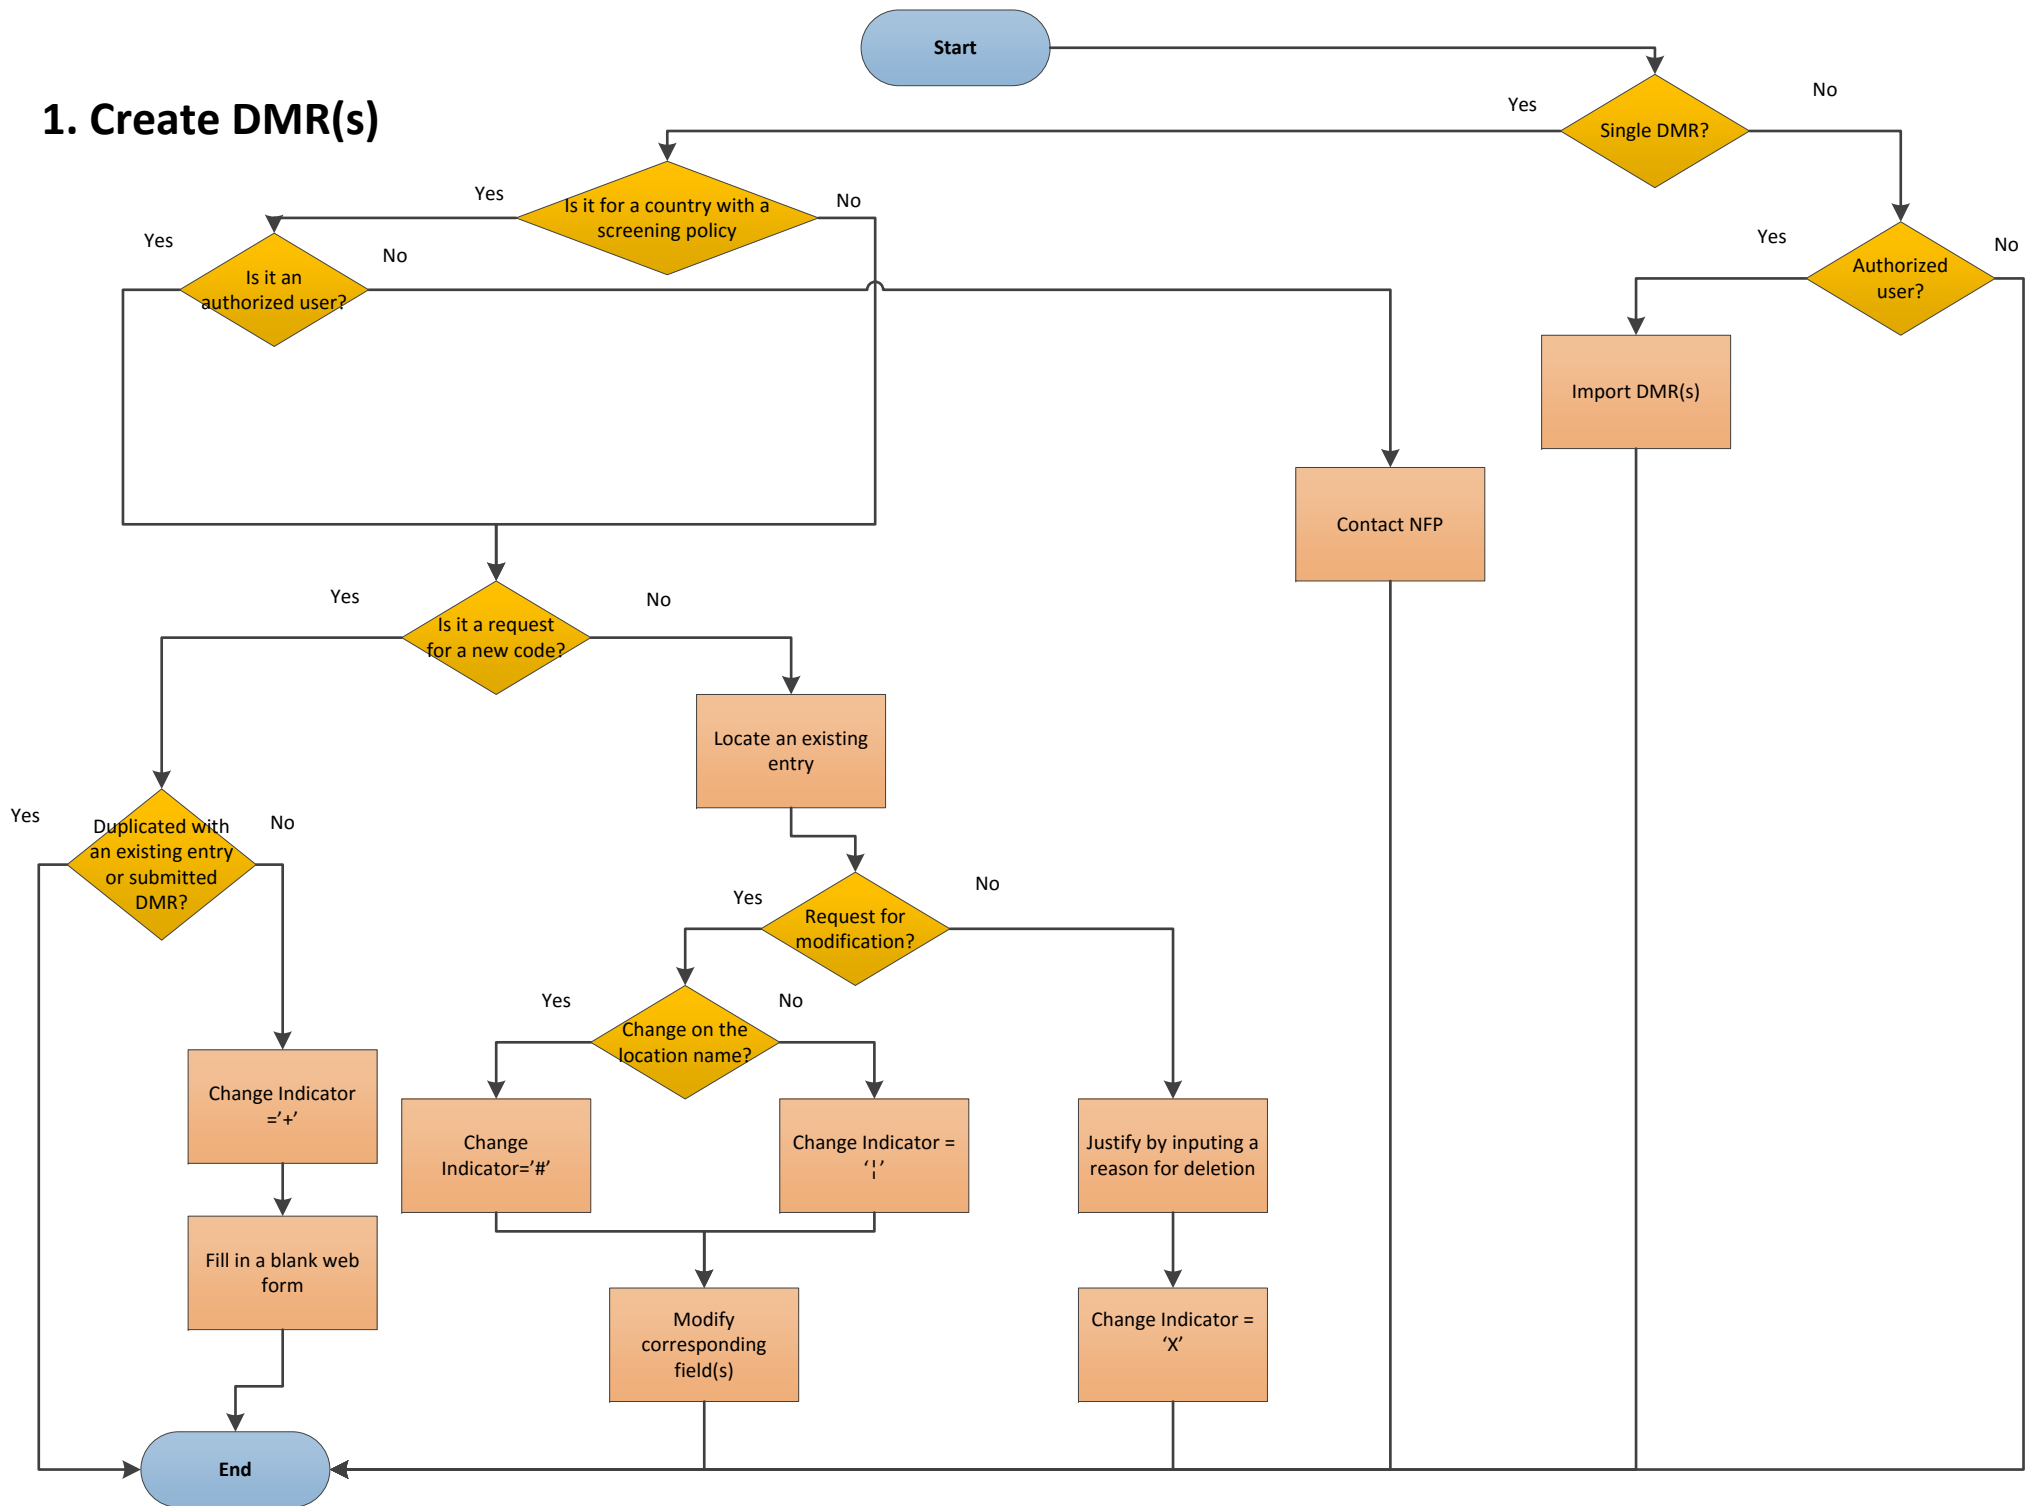 Start
1. Create DMR(s)
Yes
Single DMR?
No
Yes
Is it for a country with a
screening policy
No
Yes
Is it an
authorized user?
No
Yes
Authorized
user?
No
Import DMR(s)
Contact NFP
Yes
Is it a request
for a new code?
No
Locate an existing
entry
Yes
Duplicated with
an existing entry
or submitted
DMR?
No
Yes
Request for
modification?
No
Yes
Change on the
location name?
No
Change Indicator
=’+’
Change
Indicator=’#’
Change Indicator =
‘¦’
Justify by inputing a
reason for deletion
Fill in a blank web
form
Modify
corresponding
field(s)
Change Indicator =
‘X’
End